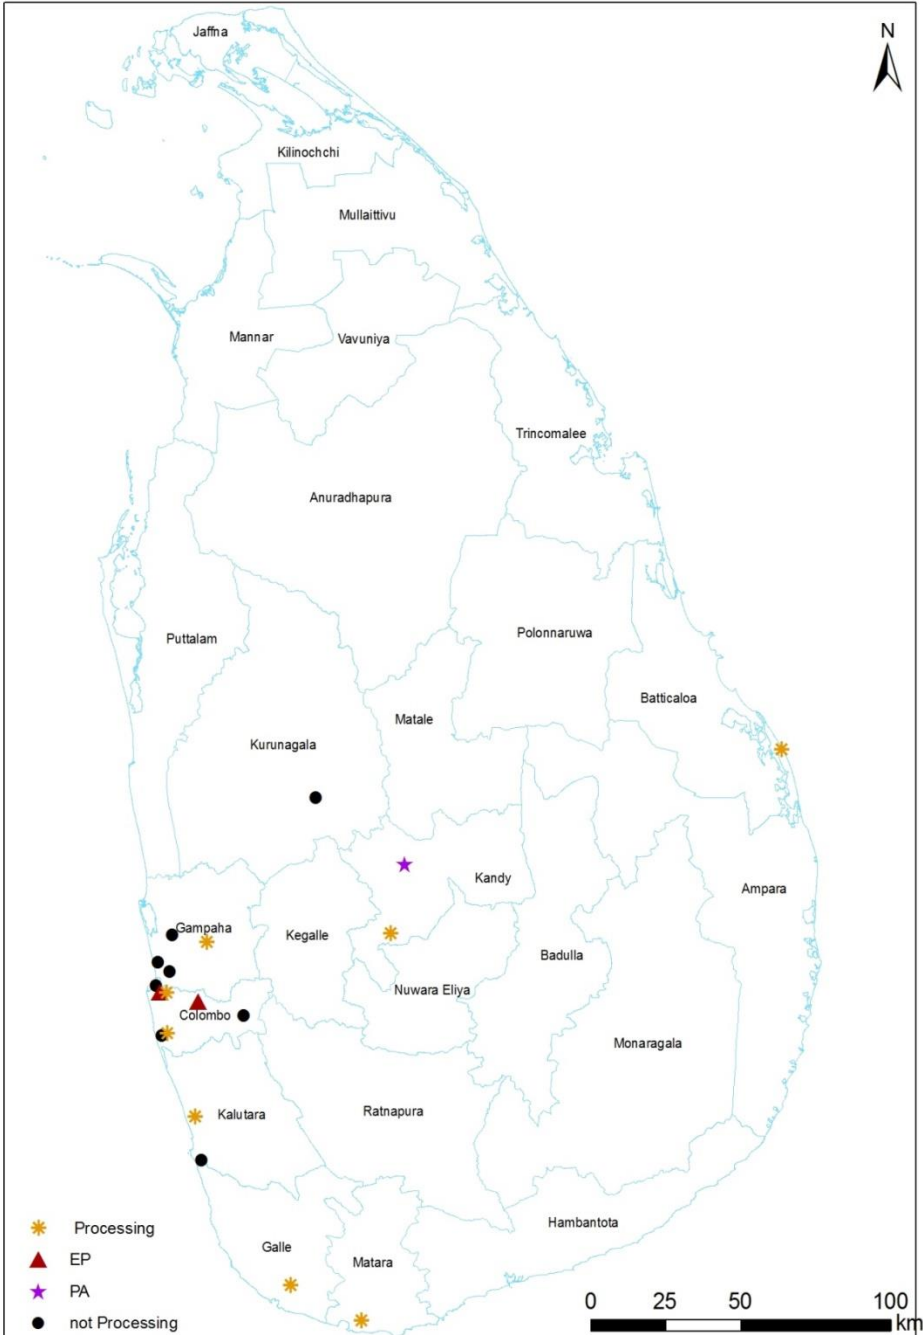 Jaffna
N
Kilinochchi
Mullaittivu
Mannar
Vavuniya
Trincomalee
Anuradhapura
Puttalam
Polonnaruwa
Batticaloa
Matale
Kurunagala
Kandy
Ampara
Gampaha
Kegalle
Badulla
Nuwara Eliya
Colombo
Monaragala
Kalutara
Ratnapura
Hambantota
Galle
Matara
Processing
EP
PA
not Processing
0 25 50 100
km